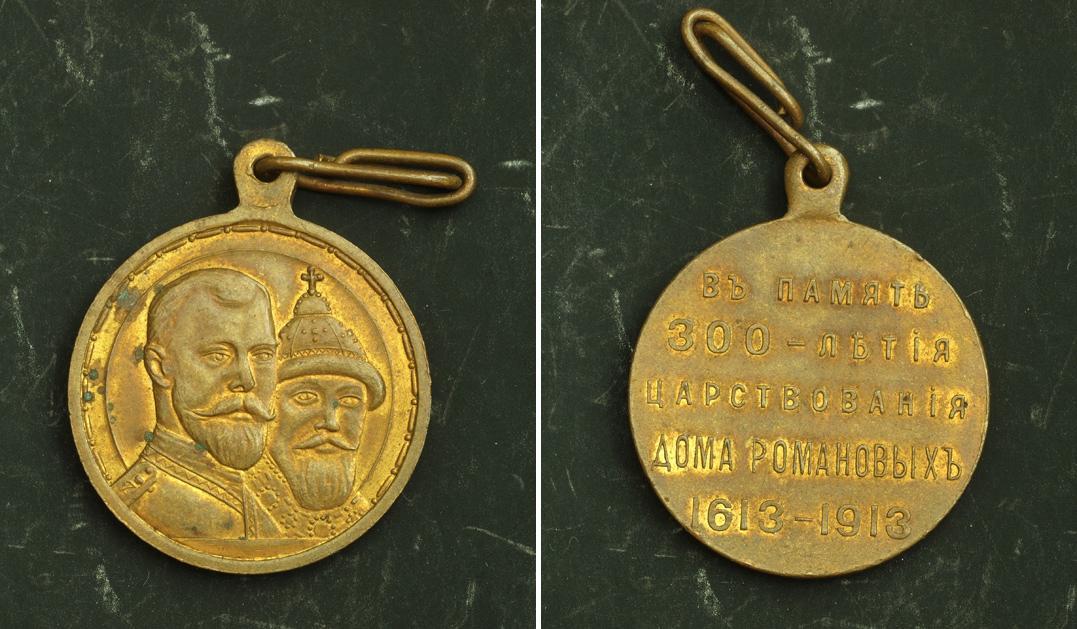 ВЪ ПАМЯТЬ
300-ЛѢТІЯ
ЦАРСТВОВАНІЯ
ДОМА РОМАНОВЫХЪ
1613-1913